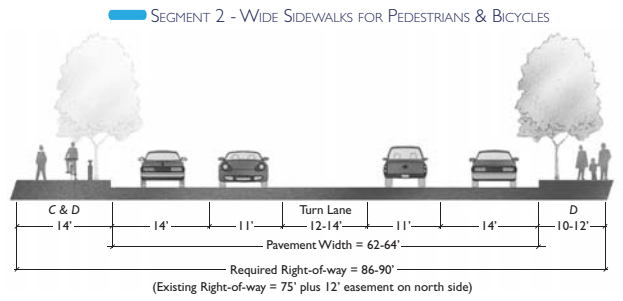 SEGMENT 2 - WIDE SIDEWALKS FOR PEDESTRIANS & BICYCLES
C & D Turn Lane D
14' 14' 11' 12-14' 11' 14' 10-12'
Pavement Width = 62-64'
Required Right-of-way = 86-90'
(Existing Right-of-way = 75' plus 12' easement on north side)